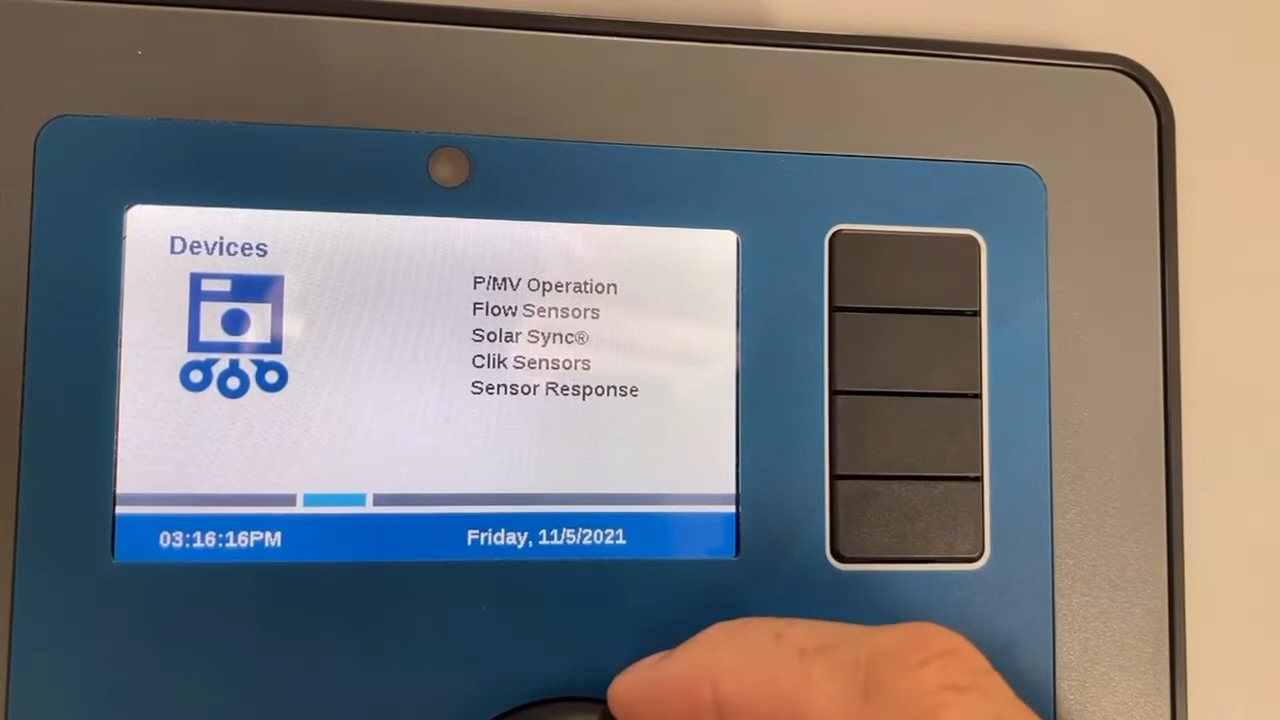 Devices
P/MV Operation
Flow Sensors
Solar Sync®
Clik Sensors
Sensor Response
03:16:16PM
Friday, 11/5/2021